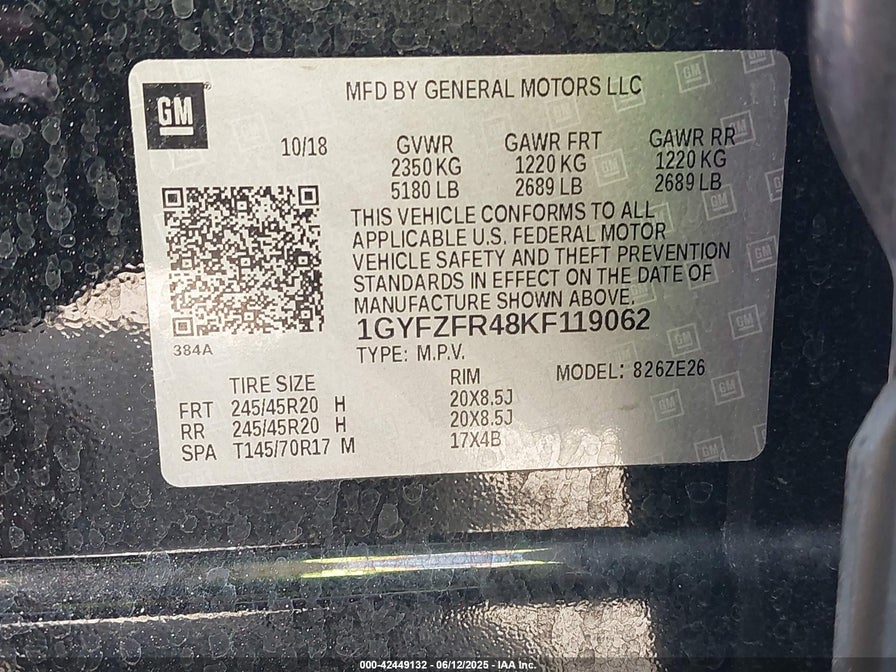 GM
MFD BY GENERAL MOTORS LLC
10/18
GVWR GAWR FRT GAWR RR
2350 KG 1220 KG 1220 KG
5180 LB 2689 LB 2689 LB
THIS VEHICLE CONFORMS TO ALL
APPLICABLE U.S. FEDERAL MOTOR
VEHICLE SAFETY AND THEFT PREVENTION
STANDARDS IN EFFECT ON THE DATE OF
MANUFACTURE SHOWN ABOVE.
1GYFZFR48KF119062
384A
TYPE: M.P.V. MODEL: 826ZE26
TIRE SIZE RIM
FRT 245/45R20 H 20X8.5J
RR 245/45R20 H 20X8.5J
SPA T145/70R17 M 17X4B
000-42449132 - 06/12/2025 - IAA Inc.